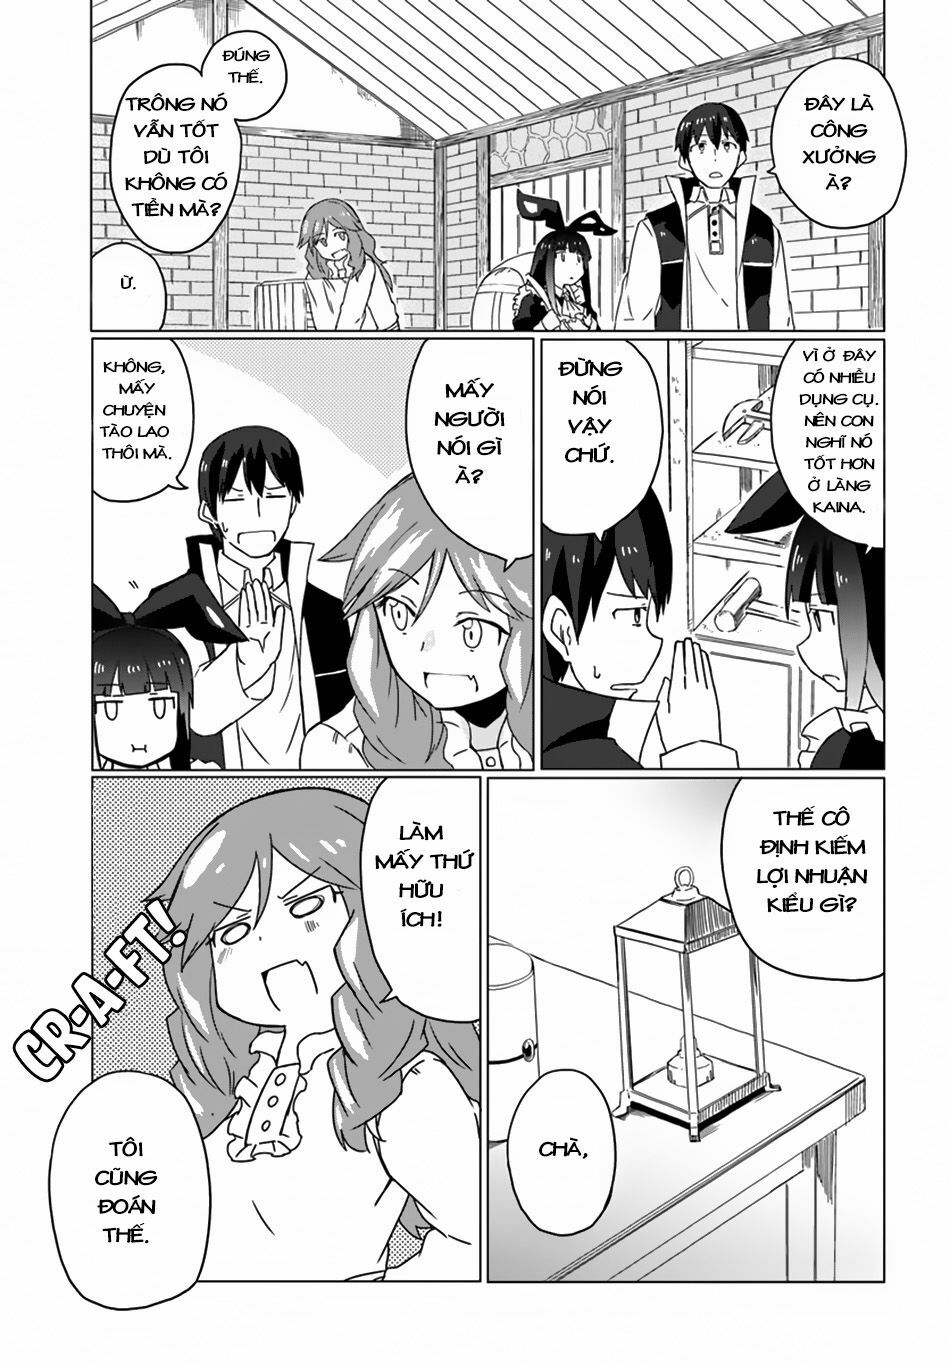 ĐÂY LÀ
CÔNG
XƯỞNG
À?
ĐÚNG
THẾ.
TRÔNG NÓ
VẪN TỐT
DÙ TÔI
KHÔNG CÓ
TIỀN MÀ?
Ừ.
VÌ Ở ĐÂY
CÓ NHIỀU
DỤNG CỤ.
NÊN CON
NGHĨ NÓ
TỐT HƠN
Ở LÀNG
KAINA.
ĐỪNG
NÓI
VẬY
CHỨ.
MẤY
NGƯỜI
NÓI GÌ
À?
KHÔNG,
MẤY
CHUYỆN
TÀO LAO
THÔI MÀ.
THẾ CÔ
ĐỊNH KIẾM
LỢI NHUẬN
KIỂU GÌ?
CHÀ,
LÀM
MẤY THỨ
HỮU
ÍCH!
CR-A-FT!
TÔI
CŨNG
ĐOÁN
THẾ.